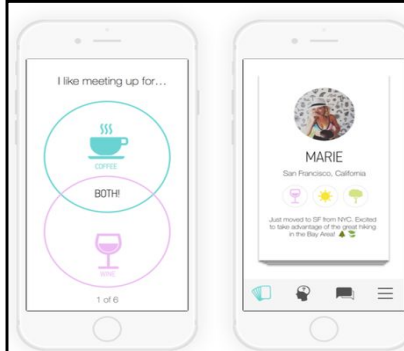 I like meeting up for...
COFFEE
BOTH!
WINE
1 of 6
MARIE
San Francisco, California
Just moved to SF from NYC. Excited
to take advantage of the great hiking
in the Bay Area!